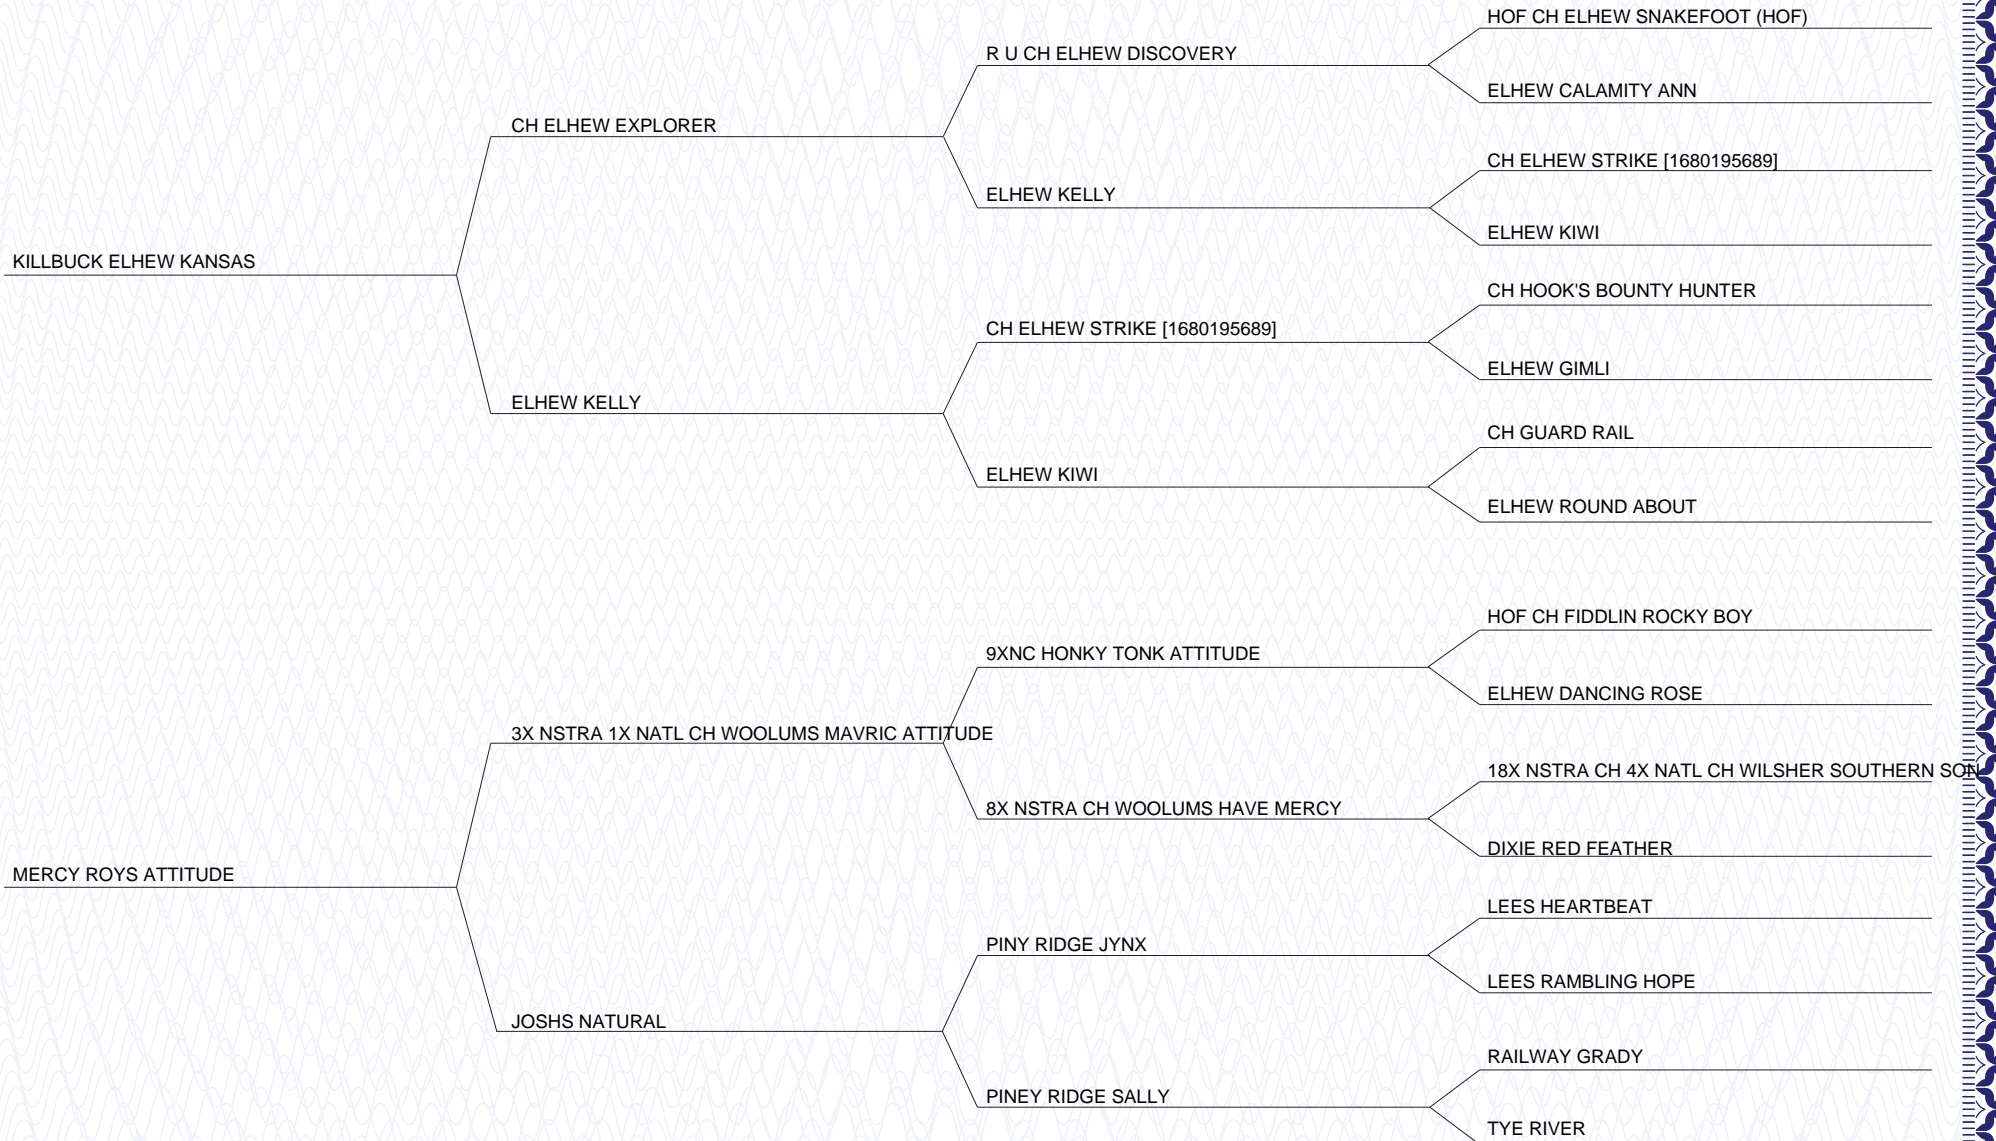 HOF CH ELHEW SNAKEFOOT (HOF)
R U CH ELHEW DISCOVERY
ELHEW CALAMITY ANN
CH ELHEW EXPLORER
CH ELHEW STRIKE [1680195689]
ELHEW KELLY
ELHEW KIWI
KILLBUCK ELHEW KANSAS
CH HOOK'S BOUNTY HUNTER
CH ELHEW STRIKE [1680195689]
ELHEW GIMLI
ELHEW KELLY
CH GUARD RAIL
ELHEW KIWI
ELHEW ROUND ABOUT
HOF CH FIDDLIN ROCKY BOY
9XNC HONKY TONK ATTITUDE
ELHEW DANCING ROSE
3X NSTRA 1X NATL CH WOOLUMS MAVRIC ATTITUDE
18X NSTRA CH 4X NATL CH WILSHER SOUTHERN SON
8X NSTRA CH WOOLUMS HAVE MERCY
DIXIE RED FEATHER
MERCY ROYS ATTITUDE
LEES HEARTBEAT
PINY RIDGE JYNX
LEES RAMBLING HOPE
JOSHS NATURAL
RAILWAY GRADY
PINEY RIDGE SALLY
TYE RIVER